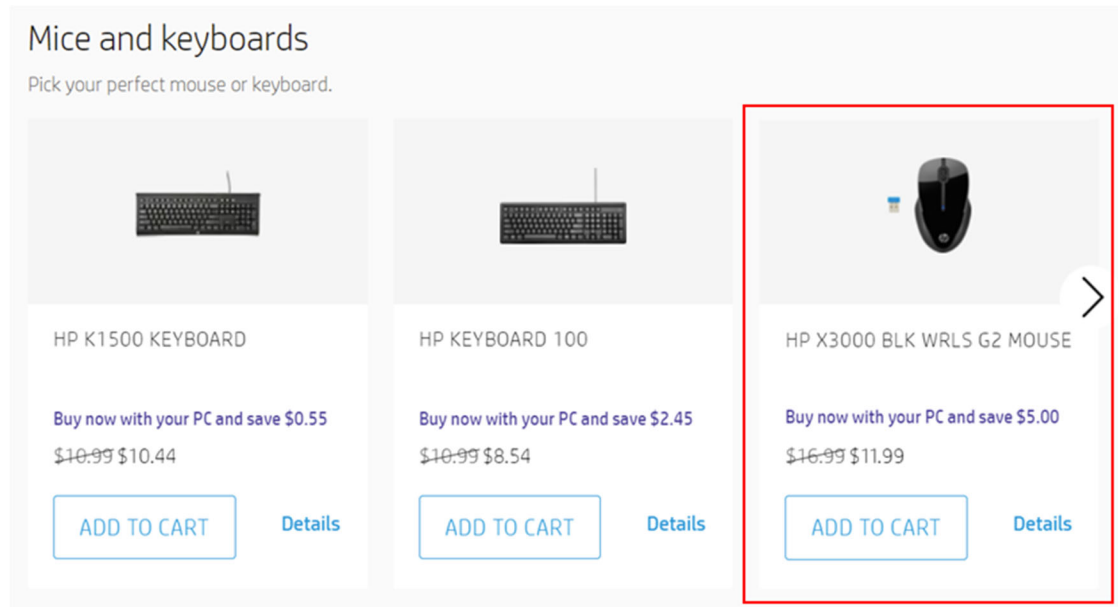 Mice and keyboards
Pick your perfect mouse or keyboard.
HP K1500 KEYBOARD
Buy now with your PC and save $0.55
$10.99 $10.44
ADD TO CART
Details
HP KEYBOARD 100
Buy now with your PC and save $2.45
$10.99 $8.54
ADD TO CART
Details
HP X3000 BLK WRLS G2 MOUSE
Buy now with your PC and save $5.00
$16.99 $11.99
ADD TO CART
Details